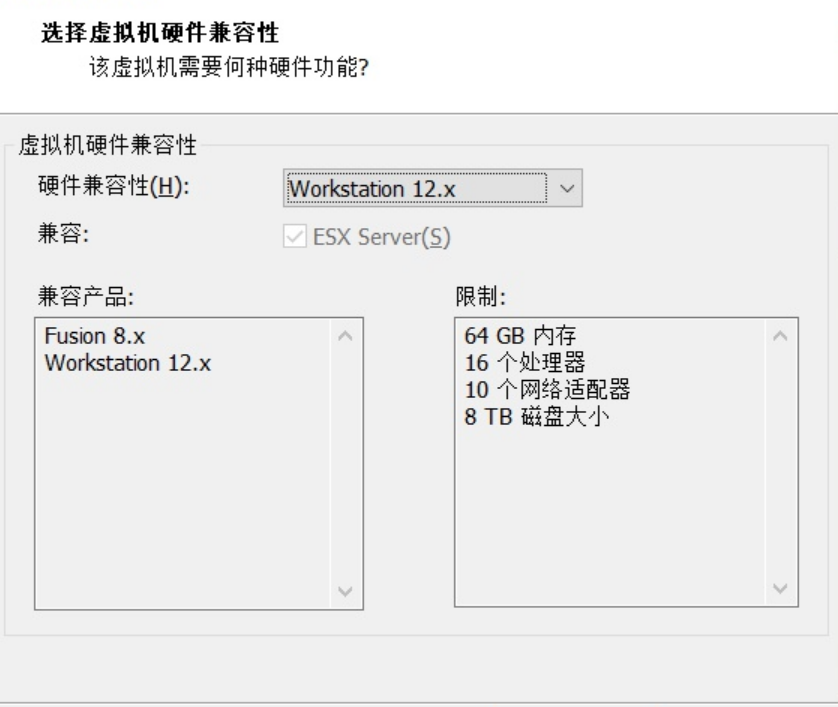 选择虚拟机硬件兼容性
该虚拟机需要何种硬件功能?
虚拟机硬件兼容性
硬件兼容性(H):
Workstation 12.x
兼容:
ESX Server(S)
兼容产品:
Fusion 8.x
Workstation 12.x
限制:
64 GB 内存
16 个处理器
10 个网络适配器
8 TB 磁盘大小